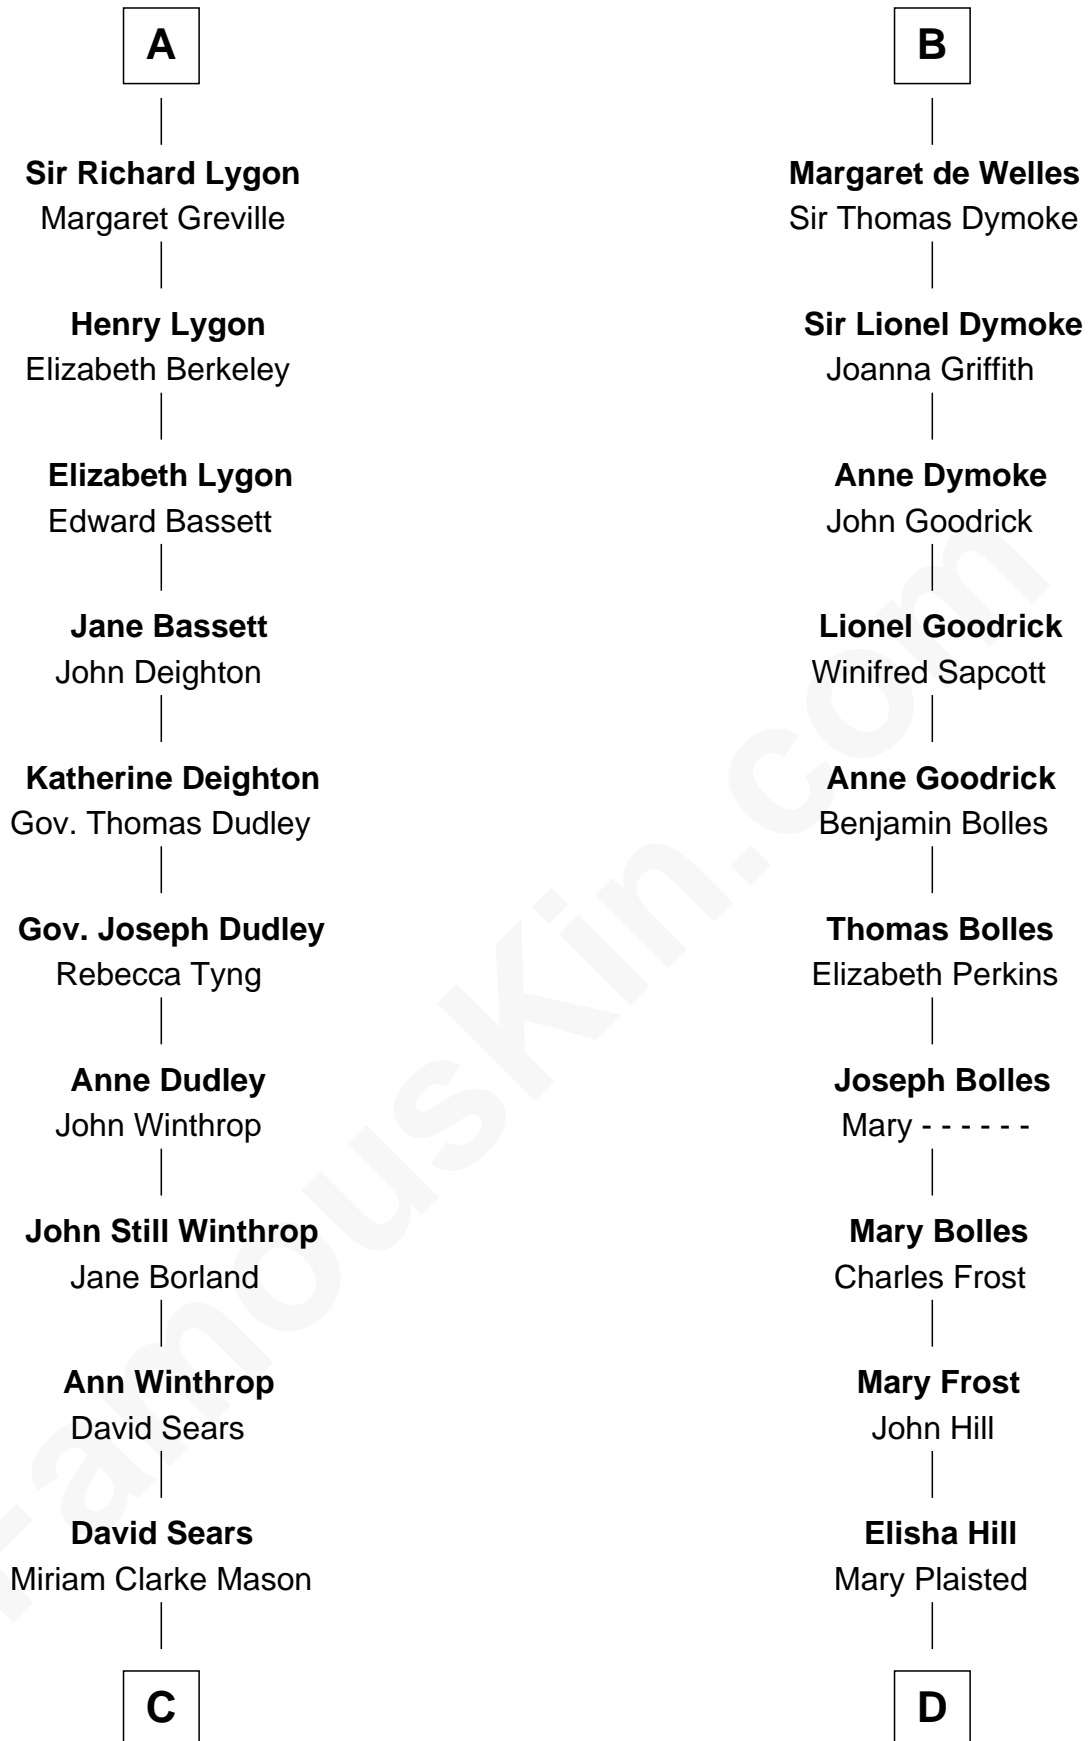 A
Sir Richard Lygon
Margaret Greville
Henry Lygon
Elizabeth Berkeley
Elizabeth Lygon
Edward Bassett
Jane Bassett
John Deighton
Katherine Deighton
Gov. Thomas Dudley
Gov. Joseph Dudley
Rebecca Tyng
Anne Dudley
John Winthrop
John Still Winthrop
Jane Borland
Ann Winthrop
David Sears
David Sears
Miriam Clarke Mason
C
B
Margaret de Welles
Sir Thomas Dymoke
Sir Lionel Dymoke
Joanna Griffith
Anne Dymoke
John Goodrick
Lionel Goodrick
Winifred Sapcott
Anne Goodrick
Benjamin Bolles
Thomas Bolles
Elizabeth Perkins
Joseph Bolles
Mary - - - - - -
Mary Bolles
Charles Frost
Mary Frost
John Hill
Elisha Hill
Mary Plaisted
D
FamousKin.com